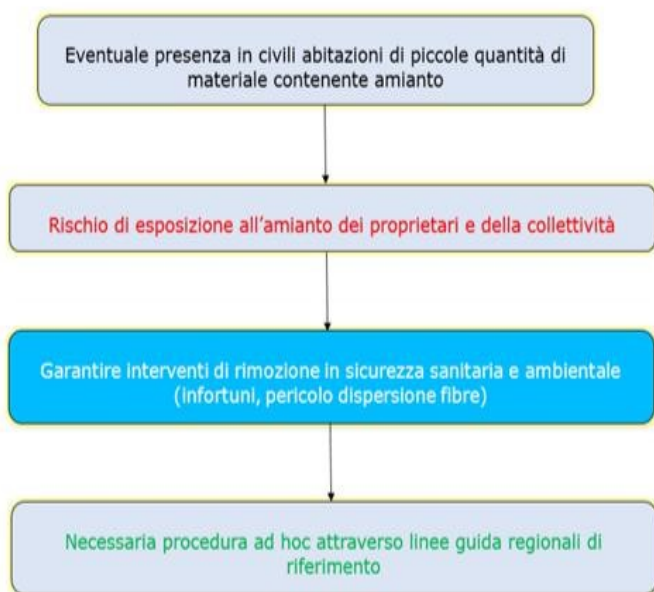 Eventuale presenza in civili abitazioni di piccole quantità di
materiale contenente amianto
Rischio di esposizione all'amianto dei proprietari e della collettività
Garantire interventi di rimozione in sicurezza sanitaria e ambientale
(infortuni, pericolo dispersione fibre)
Necessaria procedura ad hoc attraverso linee guida regionali di
riferimento